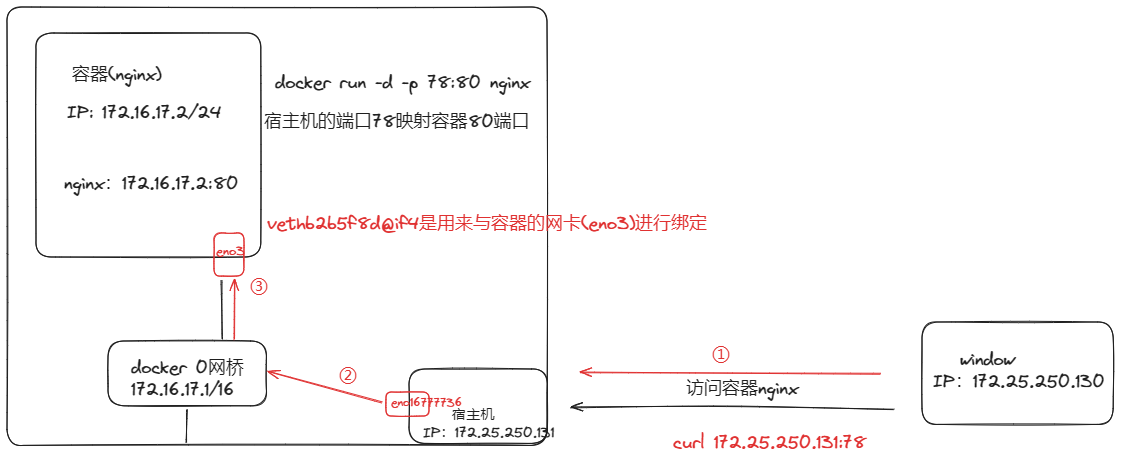 容器(nginx)
IP: 172.16.17.2/24
nginx: 172.16.17.2:80
docker run -d -p 78:80 nginx
宿主机的端口78映射容器80端口
vethb2b5f8d@if4是用来与容器的网卡(eno3)进行绑定
eno3
③
docker 0网桥
172.16.17.1/16
②
eno16777736
宿主机
IP: 172.25.250.131
①
访问容器nginx
curl 172.25.250.131:78
window
IP: 172.25.250.130